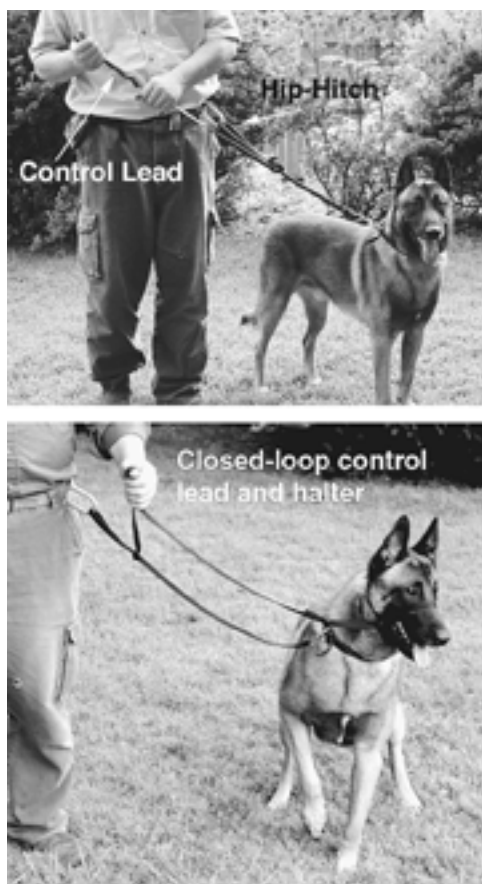 Hip-Hitch
Control Lead
Closed-loop control
lead and halter